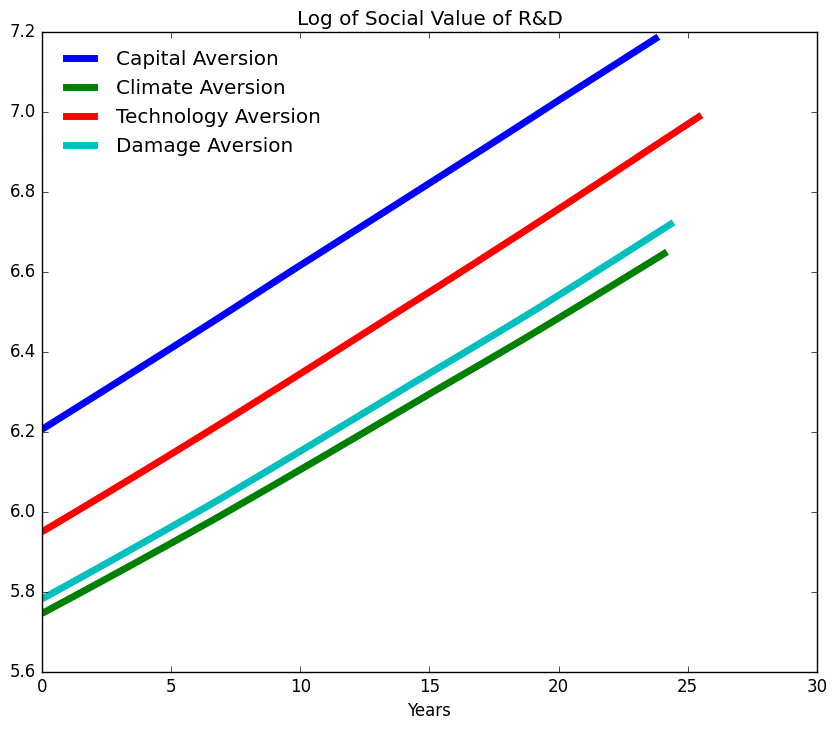 Log of Social Value of R&D
7.2
7.0
6.8
6.6
6.4
6.2
6.0
5.8
5.6
Capital Aversion
Climate Aversion
Technology Aversion
Damage Aversion
0 5 10 15 20 25 30
Years